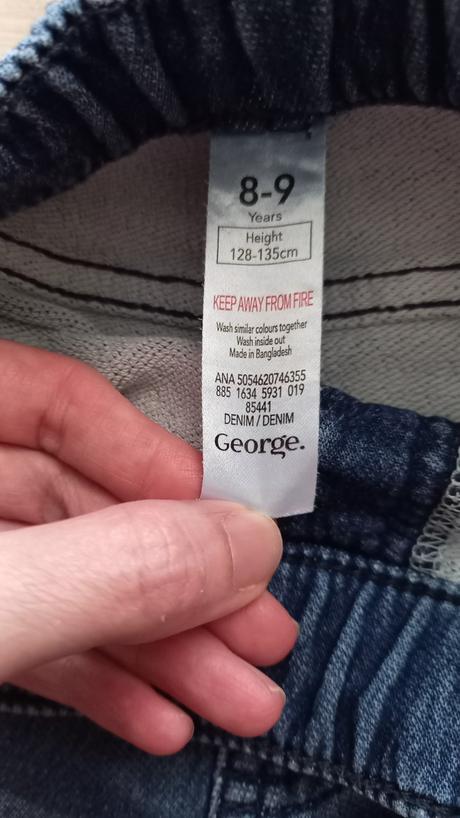 8-9
Years
Height
128-135cm
KEEP AWAY FROM FIRE
Wash similar colours together
Wash inside out
Made in Bangladesh
ANA 5054620746355
885 1634 5931 019
85441
DENIM / DENIM
George.